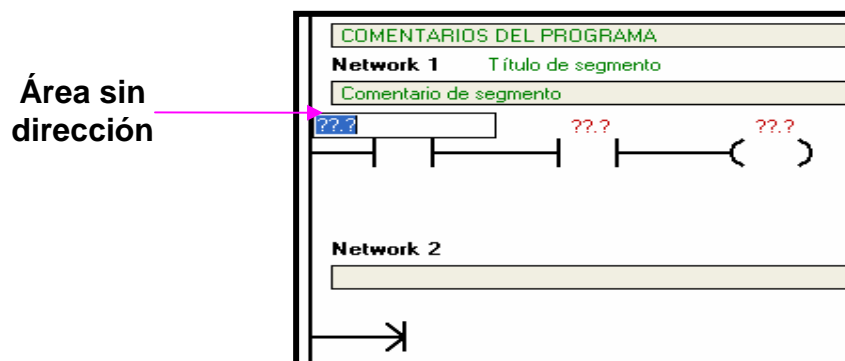 COMENTARIOS DEL PROGRAMA
Network 1 Título de segmento
Comentario de segmento
Área sin
dirección
??.? ??.? ??.?
Network 2